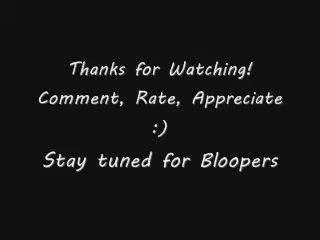 Thanks for Watching!
Comment, Rate, Appreciate
:)
Stay tuned for Bloopers